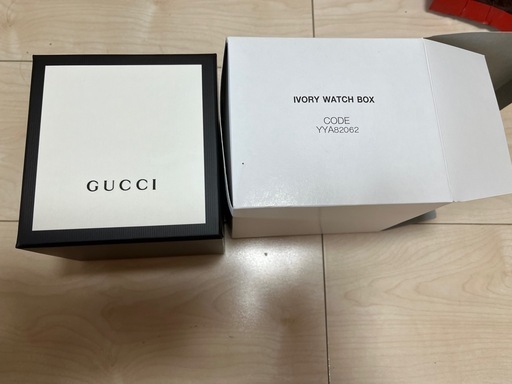 GUCCI
IVORY WATCH BOX
CODE
YYA82062